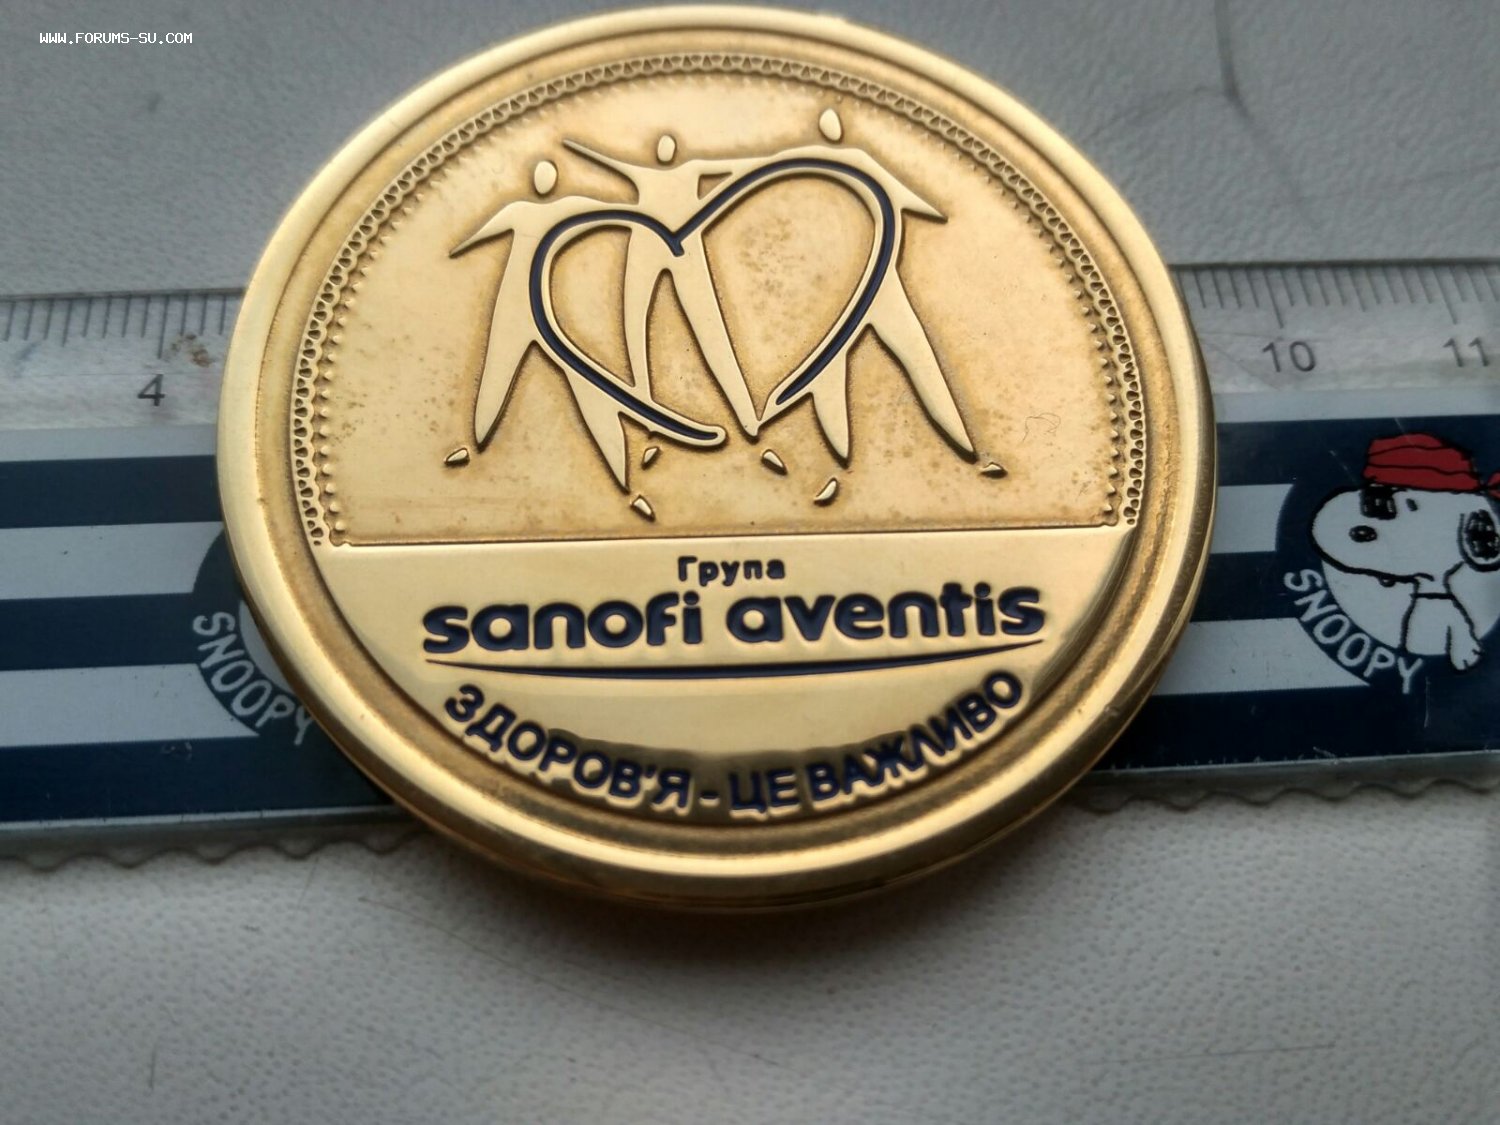 WWW.FORUMS-SU.COM
4
10
11
Група
sanofi aventis
ЗДОРОВ'Я - ЦЕ ВАЖЛИВО
SNOOPY
SNOOPY